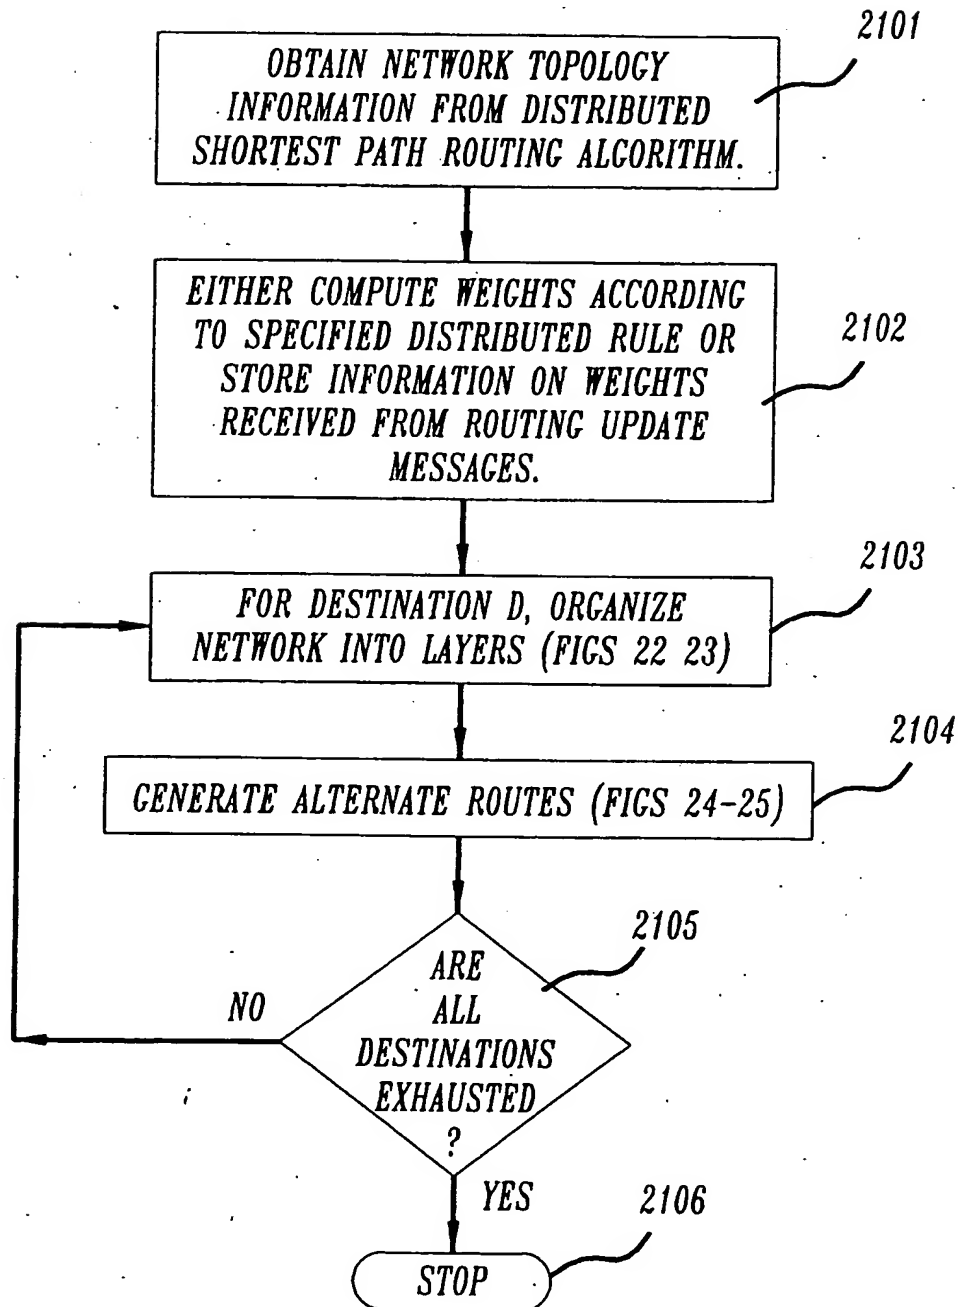 2101
OBTAIN NETWORK TOPOLOGY
INFORMATION FROM DISTRIBUTED
SHORTEST PATH ROUTING ALGORITHM.
EITHER COMPUTE WEIGHTS ACCORDING
TO SPECIFIED DISTRIBUTED RULE OR
STORE INFORMATION ON WEIGHTS
RECEIVED FROM ROUTING UPDATE
MESSAGES.
2102
2103
FOR DESTINATION D, ORGANIZE
NETWORK INTO LAYERS (FIGS 22 23)
2104
GENERATE ALTERNATE ROUTES (FIGS 24-25)
2105
ARE
ALL
DESTINATIONS
EXHAUSTED
?
NO
YES
2106
STOP